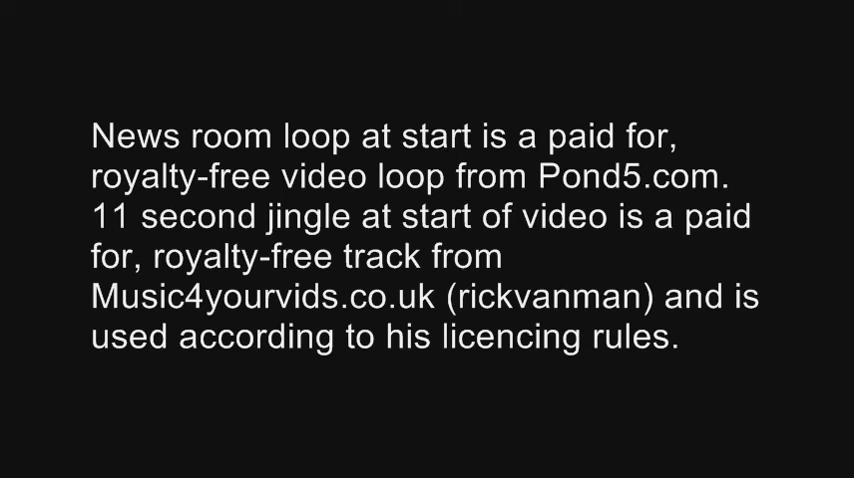 News room loop at start is a paid for,
royalty-free video loop from Pond5.com.
11 second jingle at start of video is a paid
for, royalty-free track from
Music4yourvids.co.uk (rickvanman) and is
used according to his licencing rules.